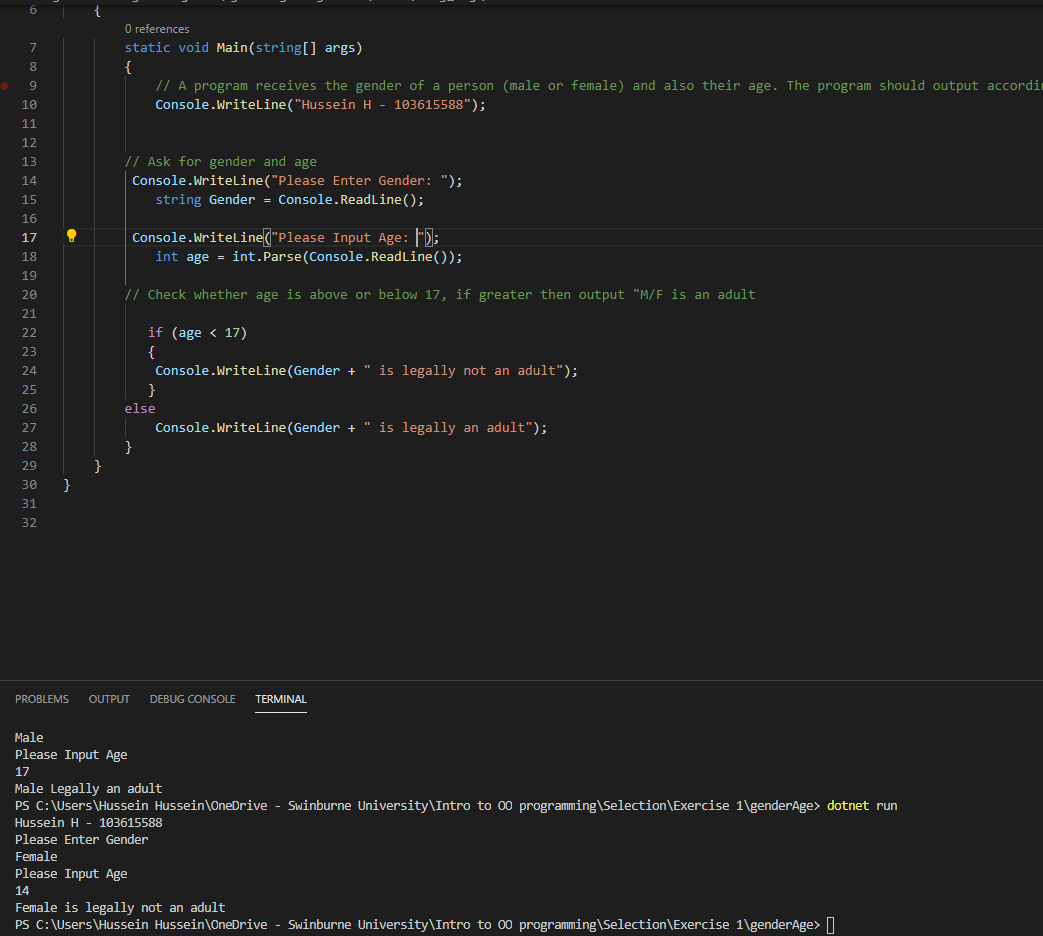 6 {
0 references
7 static void Main(string[] args)
8 {
9 // A program receives the gender of a person (male or female) and also their age. The program should output accordi
10 Console.WriteLine("Hussein H - 103615588");
11
12
13 // Ask for gender and age
14 Console.WriteLine("Please Enter Gender: ");
15 string Gender = Console.ReadLine();
16
17 Console.WriteLine("Please Input Age: ");
18 int age = int.Parse(Console.ReadLine());
19
20 // Check whether age is above or below 17, if greater then output "M/F is an adult
21
22 if (age < 17)
23 {
24 Console.WriteLine(Gender + " is legally not an adult");
25 }
26 else
27 Console.WriteLine(Gender + " is legally an adult");
28 }
29 }
30 }
31
32
PROBLEMS OUTPUT DEBUG CONSOLE TERMINAL
Male
Please Input Age
17
Male Legally an adult
PS C:\Users\Hussein Hussein\OneDrive - Swinburne University\Intro to OO programming\Selection\Exercise 1\genderAge> dotnet run
Hussein H - 103615588
Please Enter Gender
Female
Please Input Age
14
Female is legally not an adult
PS C:\Users\Hussein Hussein\OneDrive - Swinburne University\Intro to OO programming\Selection\Exercise 1\genderAge>